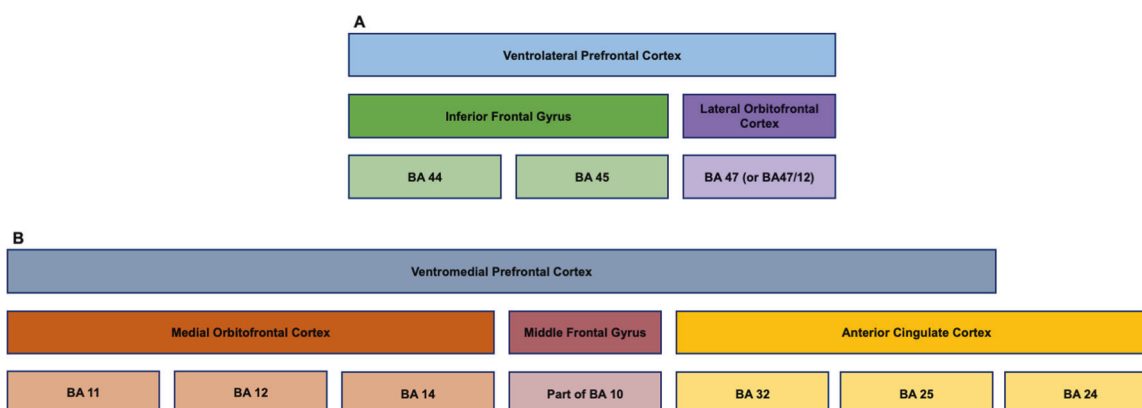 A
Ventrolateral Prefrontal Cortex
Inferior Frontal Gyrus
Lateral Orbitofrontal
Cortex
BA 44
BA 45
BA 47 (or BA47/12)
B
Ventromedial Prefrontal Cortex
Medial Orbitofrontal Cortex
Middle Frontal Gyrus
Anterior Cingulate Cortex
BA 11
BA 12
BA 14
Part of BA 10
BA 32
BA 25
BA 24